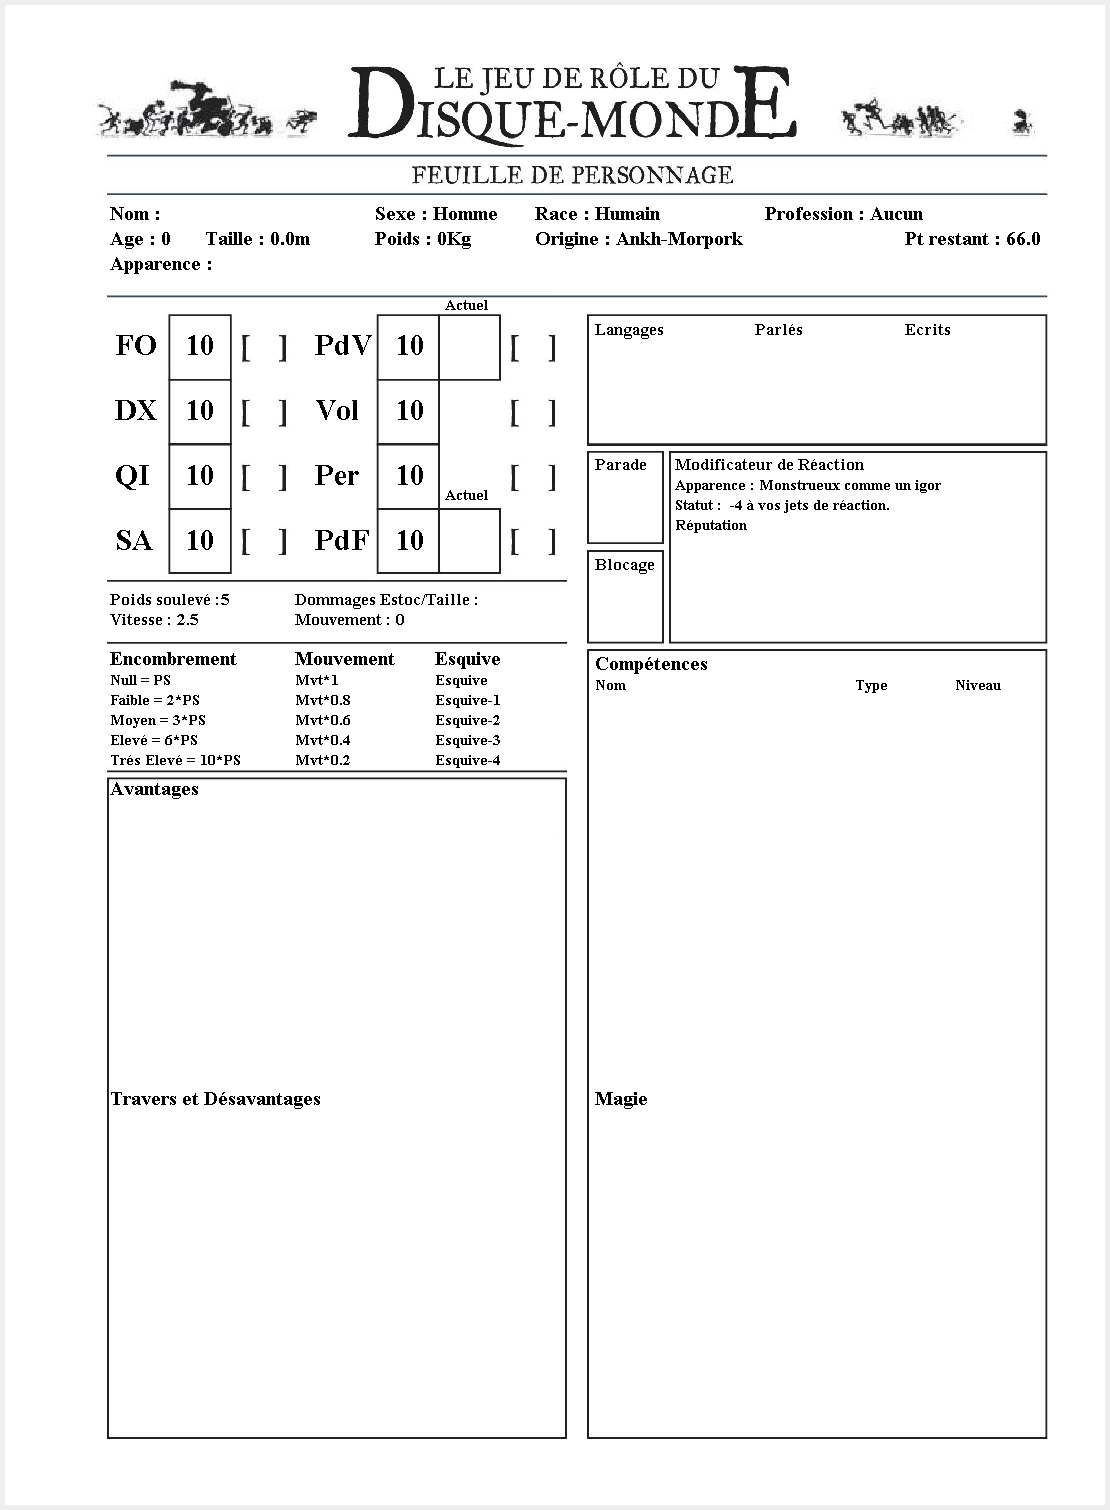 LE JEU DE RÔLE DU
DISQUE-MONDE
FEUILLE DE PERSONNAGE
Nom : Sexe : Homme Race : Humain Profession : Aucun
Age : 0 Taille : 0.0m Poids : 0Kg Origine : Ankh-Morpork Pt restant : 66.0
Apparence :
Actuel
FO 10 [ ] PdV 10 [ ]
DX 10 [ ] Vol 10 [ ]
QI 10 [ ] Per 10 [ ]
Actuel
SA 10 [ ] PdF 10 [ ]
Poids soulevé :5 Dommages Estoc/Taille :
Vitesse : 2.5 Mouvement : 0
Encombrement Mouvement Esquive
Null = PS Mvt*1 Esquive
Faible = 2*PS Mvt*0.8 Esquive-1
Moyen = 3*PS Mvt*0.6 Esquive-2
Elevé = 6*PS Mvt*0.4 Esquive-3
Trés Elevé = 10*PS Mvt*0.2 Esquive-4
Avantages
Travers et Désavantages
Langages Parlés Ecrits
Parade
Blocage
Modificateur de Réaction
Apparence : Monstrueux comme un igor
Statut : -4 à vos jets de réaction.
Réputation
Compétences
Nom Type Niveau
Magie